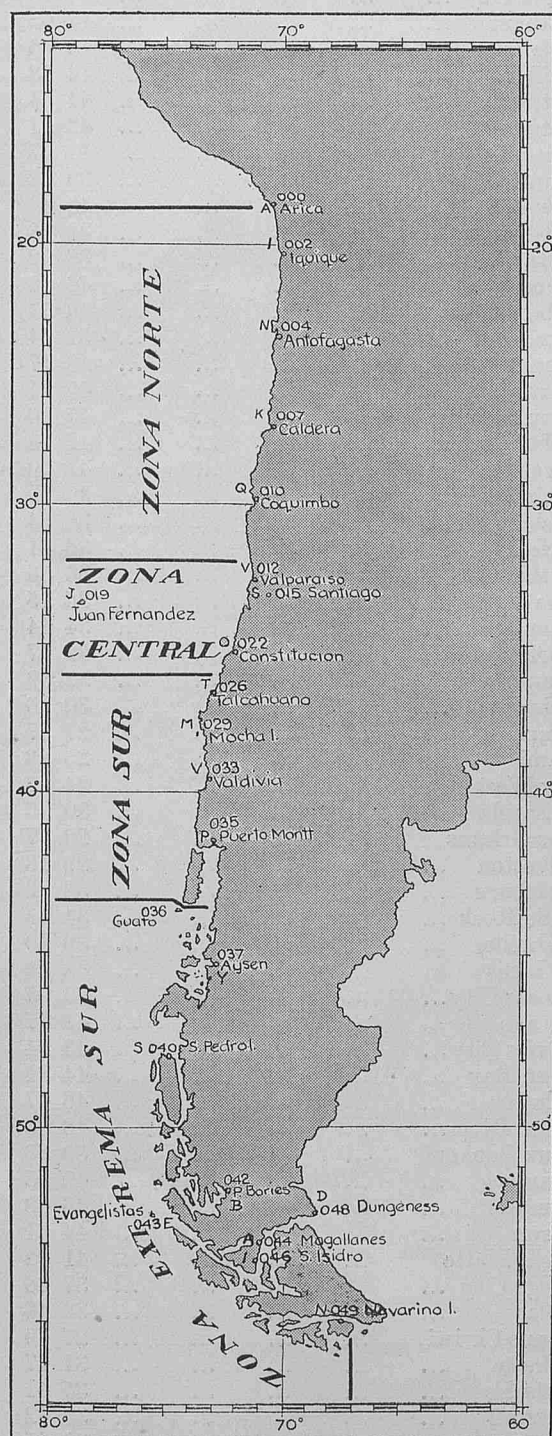 80° 70° 60°
000
A Arica
20° I 002 20°
Iquique
N 004
Antofagasta
ZONA NORTE
K 007
Caldera
Q 010
30° Coquimbo 30°
ZONA V 012
Valparaiso
J 019 S 015 Santiago
Juan Fernandez
O 022
CENTRAL Constitucion
T 026
Talcahuano
M 029
Mocha I.
V 033
Valdivia
ZONA SUR
40° 40°
035
P Puerto Montt
036
Guafo
037
Aysen
Y
S 040 S. Pedro I.
50° 50°
042
P. Bories
B
D
048 Dungeness
Evangelistas
043 E
A 044 Magallanes
I 046 S. Isidro
N 049 Navarino I.
ZONA EXTREMA SUR
80° 70° 60°